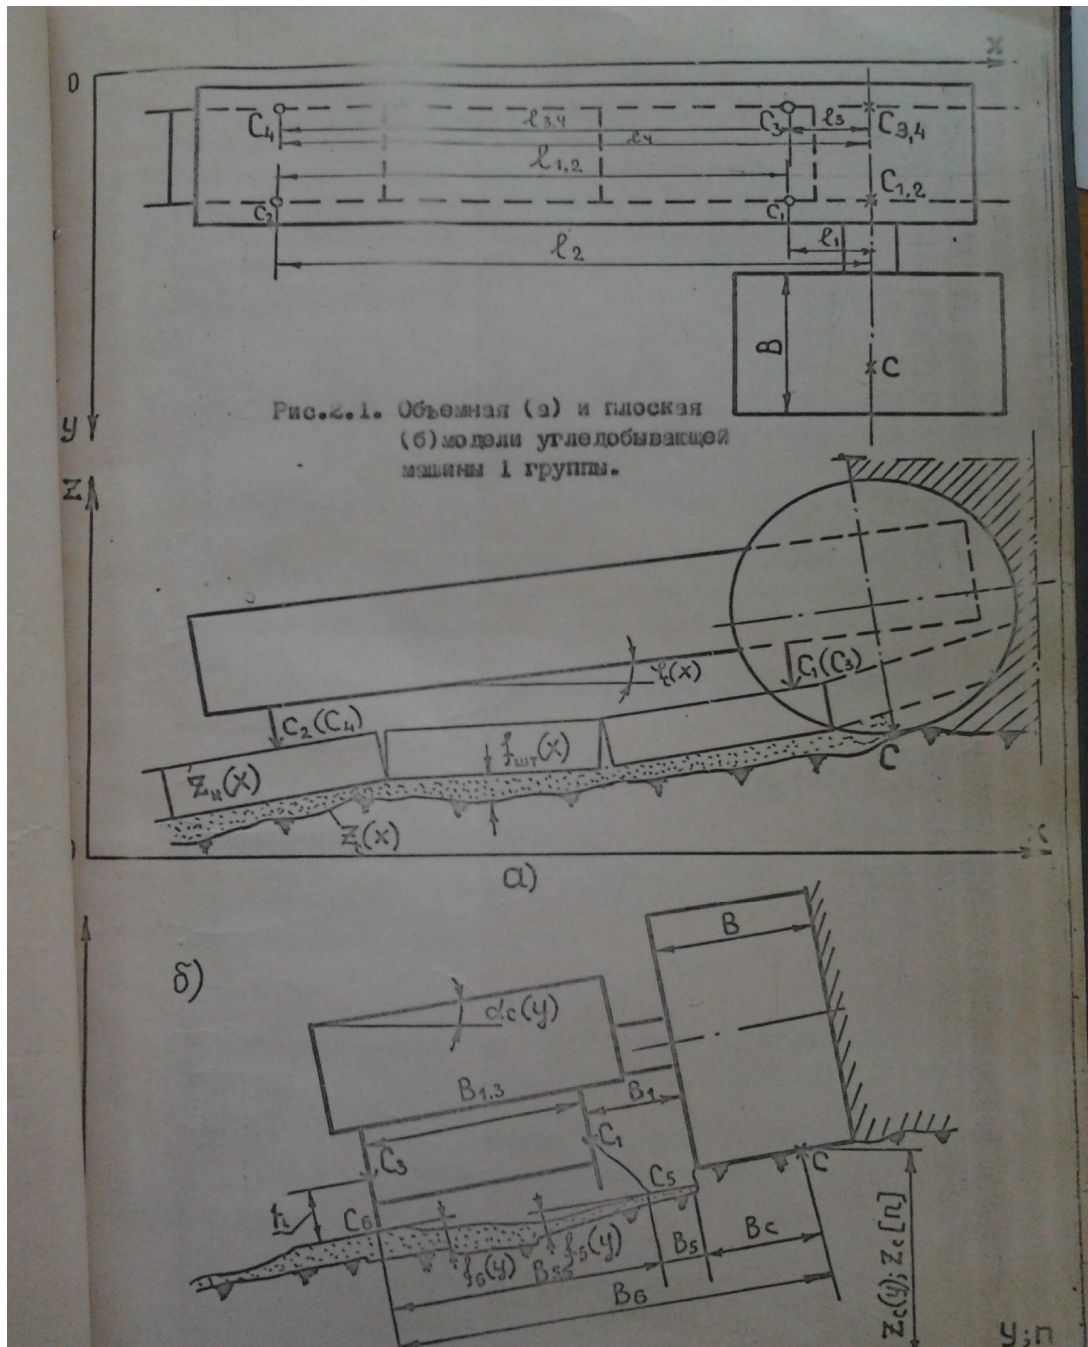 0 x
C₄ l₃,₄ C₃ l₃ C₃,₄
l₄
l₁,₂
C₂ C₁ C₁,₂
l₁
l₂
B
C
Рис.2.1. Объемная (а) и плоская
(б)модели угледобывающей
машины 1 группы.
y
z
C₁(C₃)
C₂(C₄)
fшт(x)
Zц(x)
C
Z(x)
а)
б)
B
αc(y)
B₁.₃ B₁
C₃ C₁
C₅ C
h C₆
f₆(y) f₅(y) B₅ Bc
B₆
Zc(y); Zc[n]
y;n